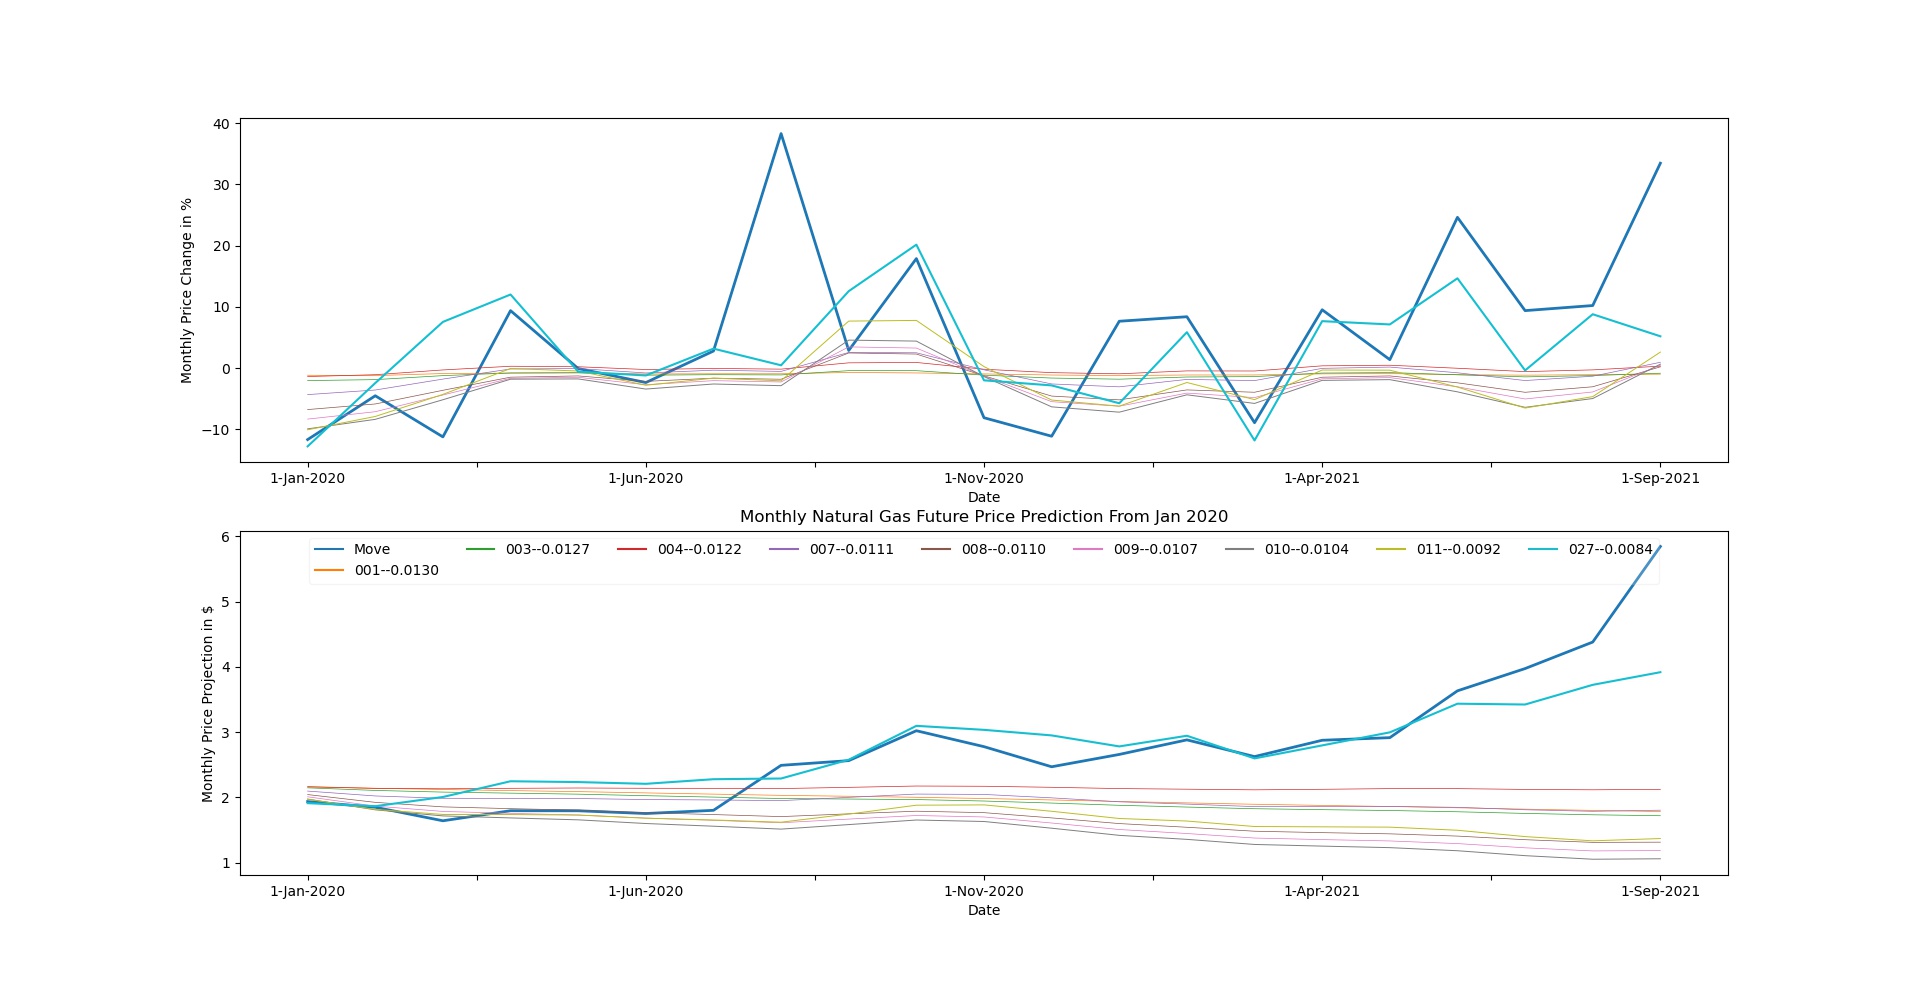 40
30
20
10
0
−10
Monthly Price Change in %
1-Jan-2020 1-Jun-2020 1-Nov-2020 1-Apr-2021 1-Sep-2021
Date
Monthly Natural Gas Future Price Prediction From Jan 2020
Move 003--0.0127 004--0.0122 007--0.0111 008--0.0110 009--0.0107 010--0.0104 011--0.0092 027--0.0084
001--0.0130
6
5
4
3
2
1
Monthly Price Projection in $
1-Jan-2020 1-Jun-2020 1-Nov-2020 1-Apr-2021 1-Sep-2021
Date